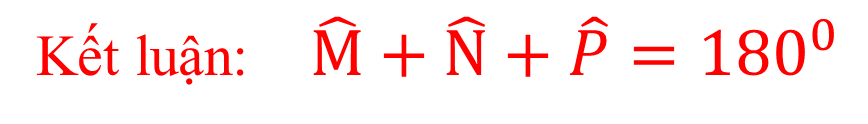 Kết luận: M̂ + N̂ + P̂ = 180⁰